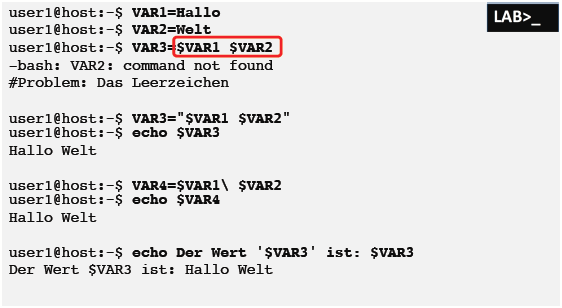 LAB>_
user1@host:~$ VAR1=Hallo
user1@host:~$ VAR2=Welt
user1@host:~$ VAR3=$VAR1 $VAR2
-bash: VAR2: command not found
#Problem: Das Leerzeichen
user1@host:~$ VAR3="$VAR1 $VAR2"
user1@host:~$ echo $VAR3
Hallo Welt
user1@host:~$ VAR4=$VAR1\ $VAR2
user1@host:~$ echo $VAR4
Hallo Welt
user1@host:~$ echo Der Wert '$VAR3' ist: $VAR3
Der Wert $VAR3 ist: Hallo Welt